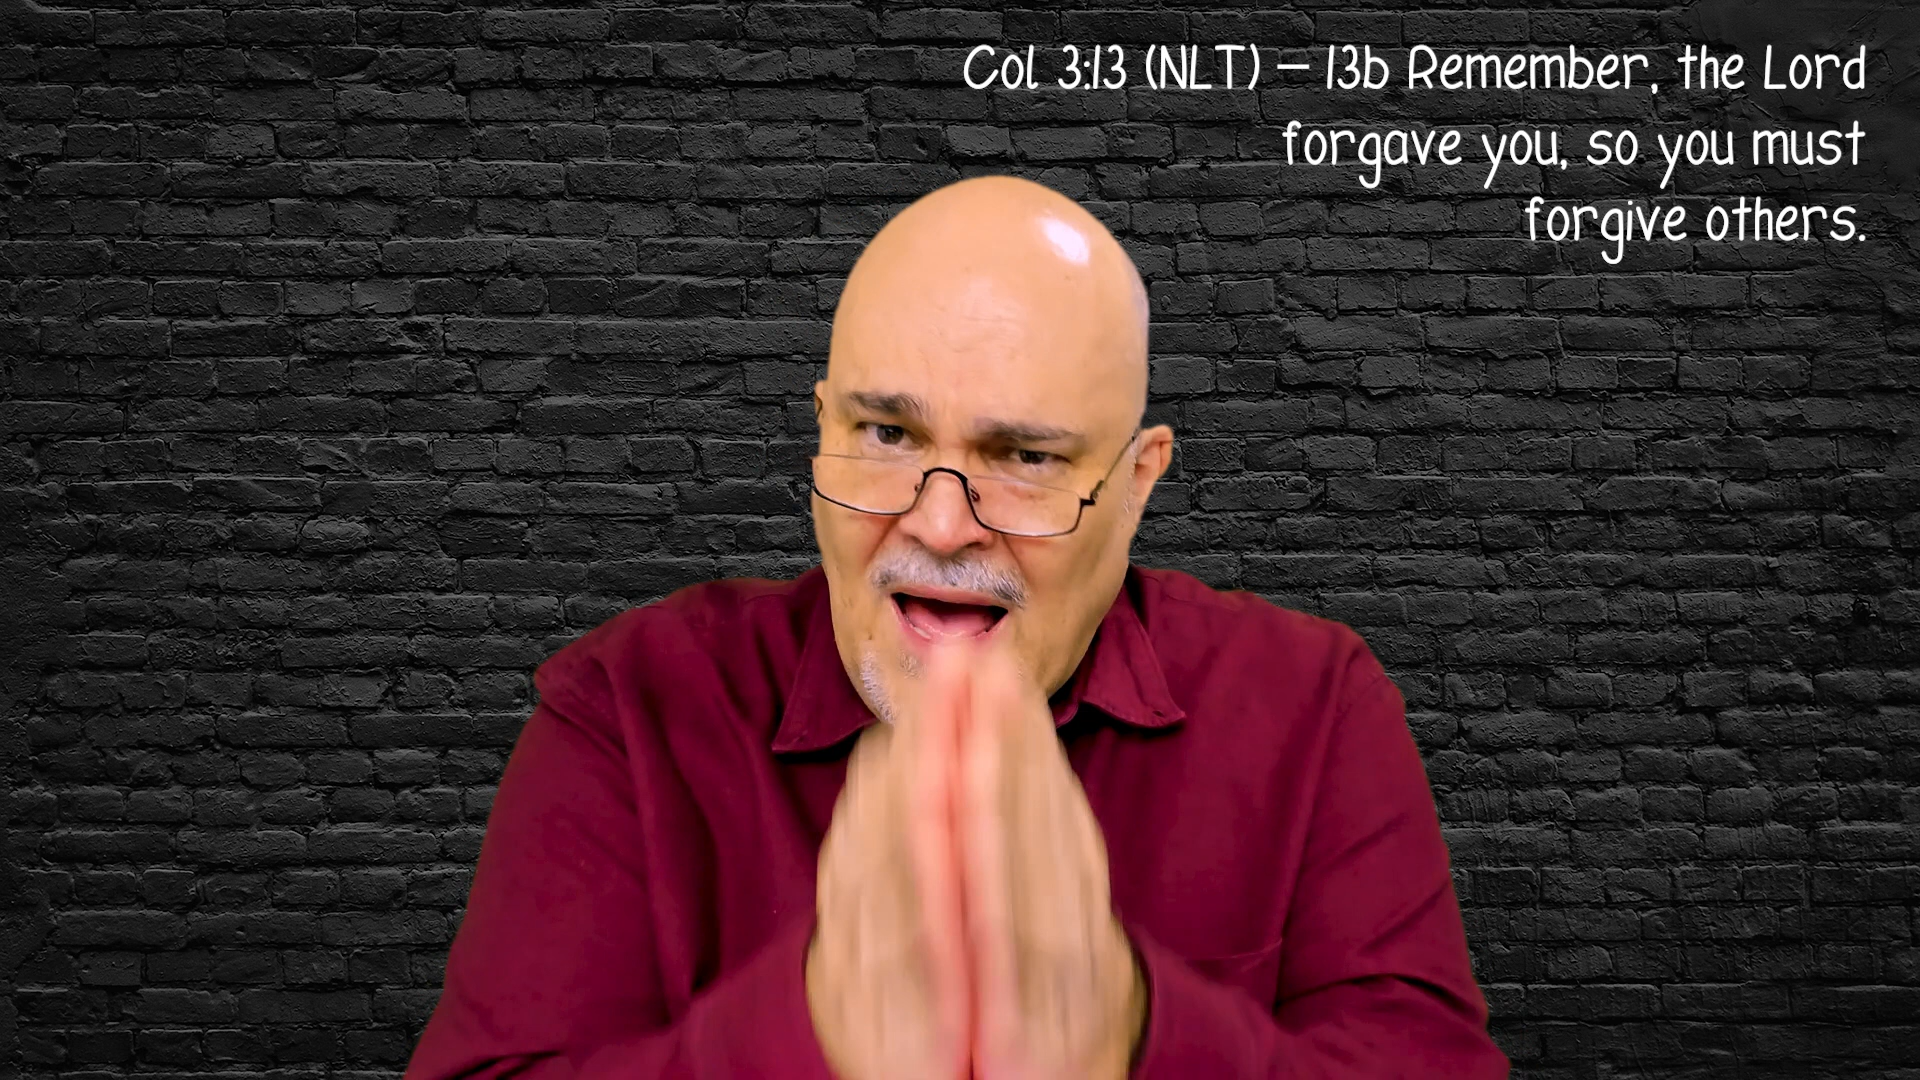 Col 3:13 (NLT) – 13b Remember, the Lord
forgave you, so you must
forgive others.